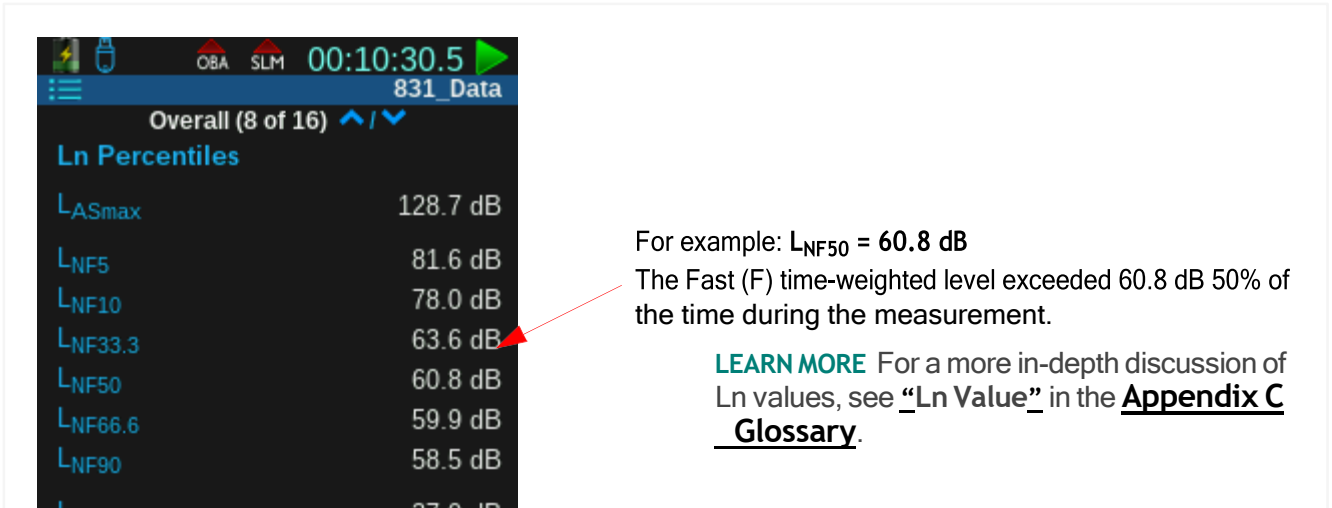 OBA SLM 00:10:30.5
831_Data
Overall (8 of 16) /
Ln Percentiles
LASmax 128.7 dB
LNF5 81.6 dB
LNF10 78.0 dB
LNF33.3 63.6 dB
LNF50 60.8 dB
LNF66.6 59.9 dB
LNF90 58.5 dB
For example: LNF50 = 60.8 dB
The Fast (F) time-weighted level exceeded 60.8 dB 50% of
the time during the measurement.
LEARN MORE For a more in-depth discussion of
Ln values, see "Ln Value" in the Appendix C
Glossary.